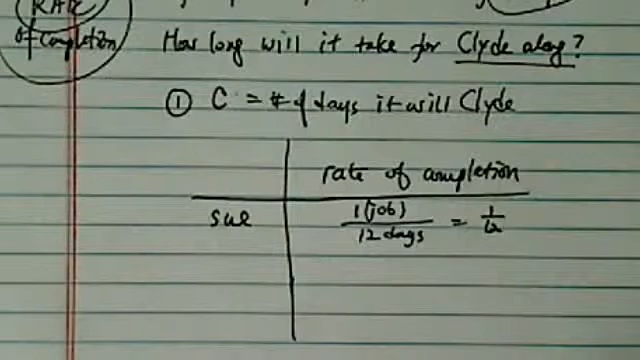 RATE
of Completion
How long will it take for Clyde along?
① C = # of days it will Clyde
rate of completion
sue
1(job)/12 days = 1/12